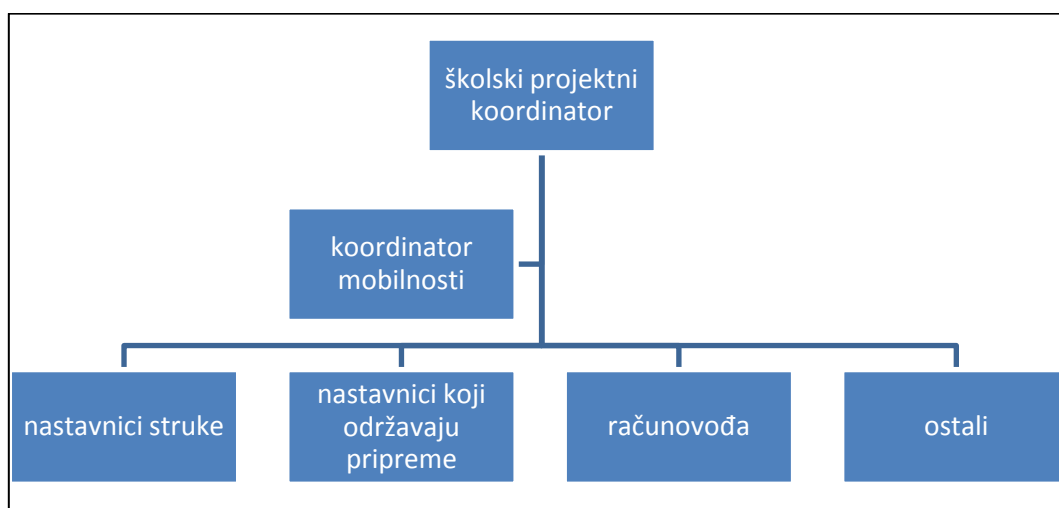 školski projektni
koordinator
koordinator
mobilnosti
nastavnici struke
nastavnici koji
održavaju
pripreme
računovođa
ostali